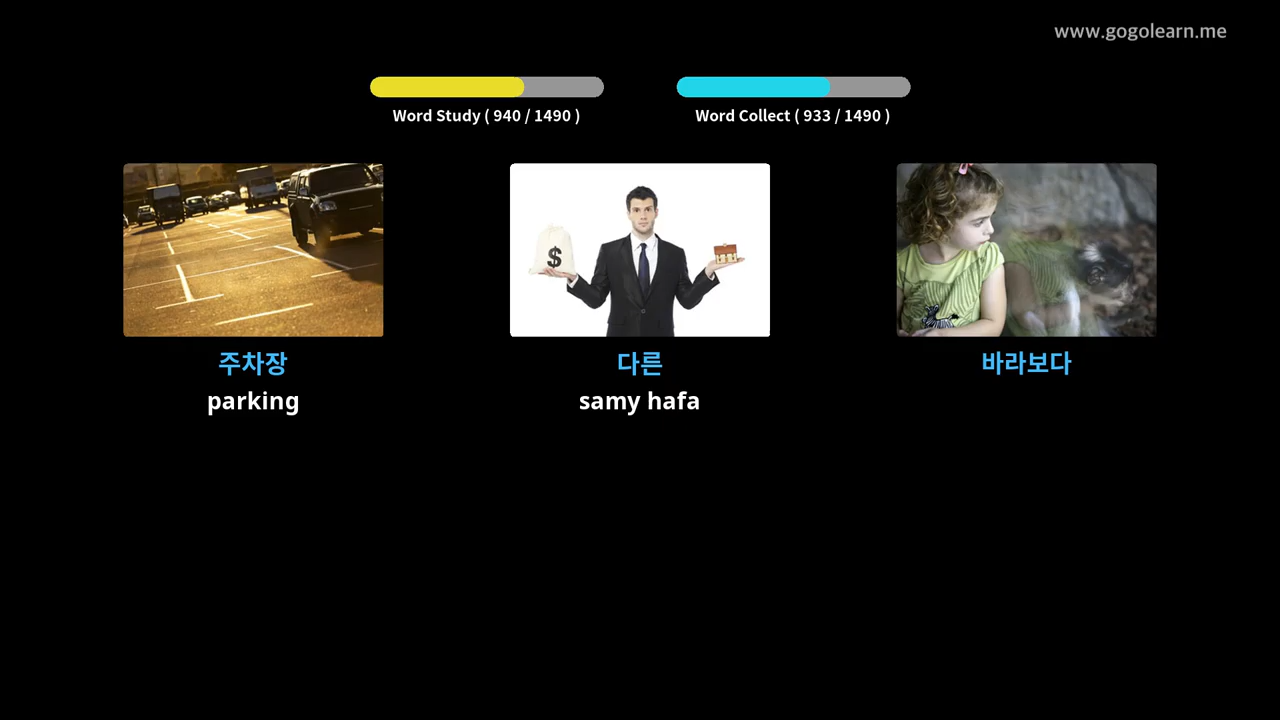 www.gogolearn.me
Word Study ( 940 / 1490 )
Word Collect ( 933 / 1490 )
$
주차장
다른
바라보다
parking
samy hafa